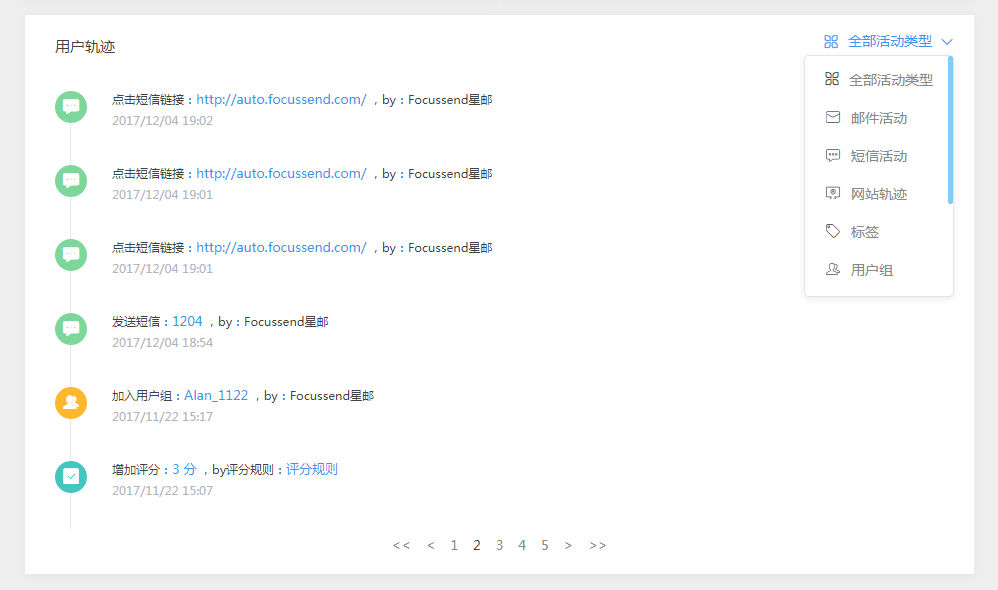 用户轨迹
全部活动类型
全部活动类型
邮件活动
短信活动
网站轨迹
标签
用户组
点击短信链接：http://auto.focussend.com/ ，by：Focussend星邮
2017/12/04 19:02
点击短信链接：http://auto.focussend.com/ ，by：Focussend星邮
2017/12/04 19:01
点击短信链接：http://auto.focussend.com/ ，by：Focussend星邮
2017/12/04 19:01
发送短信：1204 ，by：Focussend星邮
2017/12/04 18:54
加入用户组：Alan_1122 ，by：Focussend星邮
2017/11/22 15:17
增加评分：3 分 ，by评分规则：评分规则
2017/11/22 15:07
<< < 1 2 3 4 5 > >>